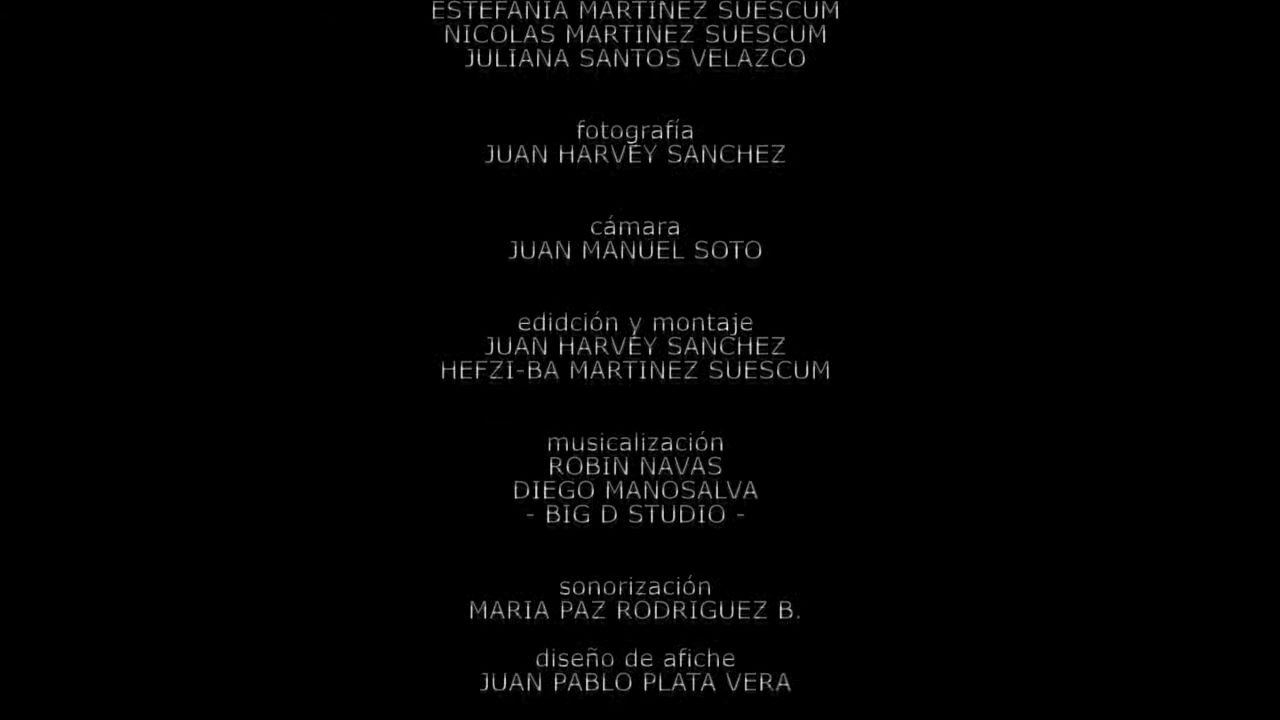 ESTEFANIA MARTINEZ SUESCUM
NICOLAS MARTINEZ SUESCUM
JULIANA SANTOS VELAZCO
fotografía
JUAN HARVEY SANCHEZ
cámara
JUAN MANUEL SOTO
edidción y montaje
JUAN HARVEY SANCHEZ
HEFZI-BA MARTINEZ SUESCUM
musicalización
ROBIN NAVAS
DIEGO MANOSALVA
- BIG D STUDIO -
sonorización
MARIA PAZ RODRIGUEZ B.
diseño de afiche
JUAN PABLO PLATA VERA